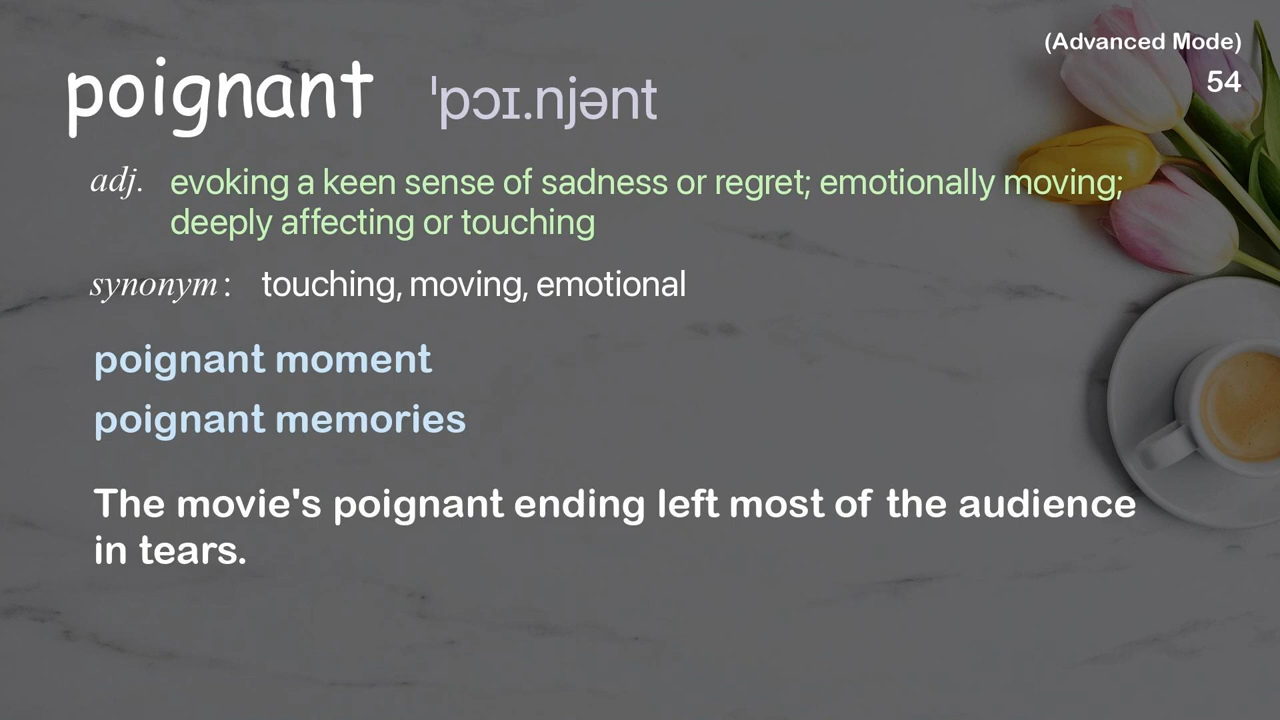 (Advanced Mode)
54
poignant ˈpɔɪ.njənt
adj. evoking a keen sense of sadness or regret; emotionally moving;
deeply affecting or touching
synonym : touching, moving, emotional
poignant moment
poignant memories
The movie's poignant ending left most of the audience
in tears.